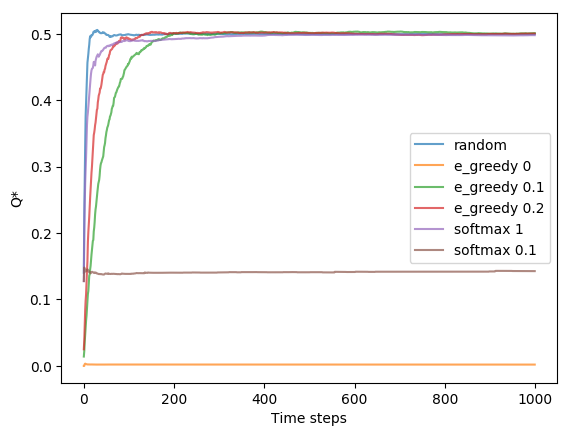 0.5
0.4
0.3
0.2
0.1
0.0
Q*
random
e_greedy 0
e_greedy 0.1
e_greedy 0.2
softmax 1
softmax 0.1
0 200 400 600 800 1000
Time steps